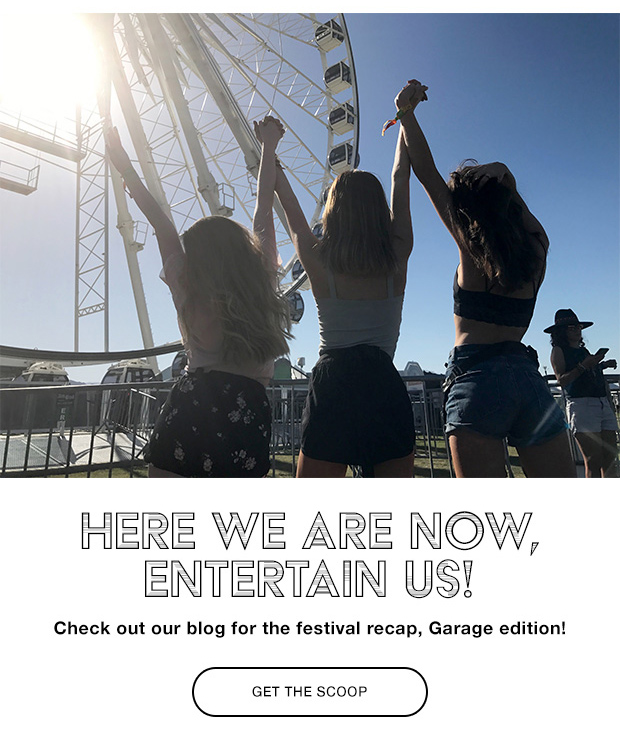 HERE WE ARE NOW,
ENTERTAIN US!
Check out our blog for the festival recap, Garage edition!
GET THE SCOOP